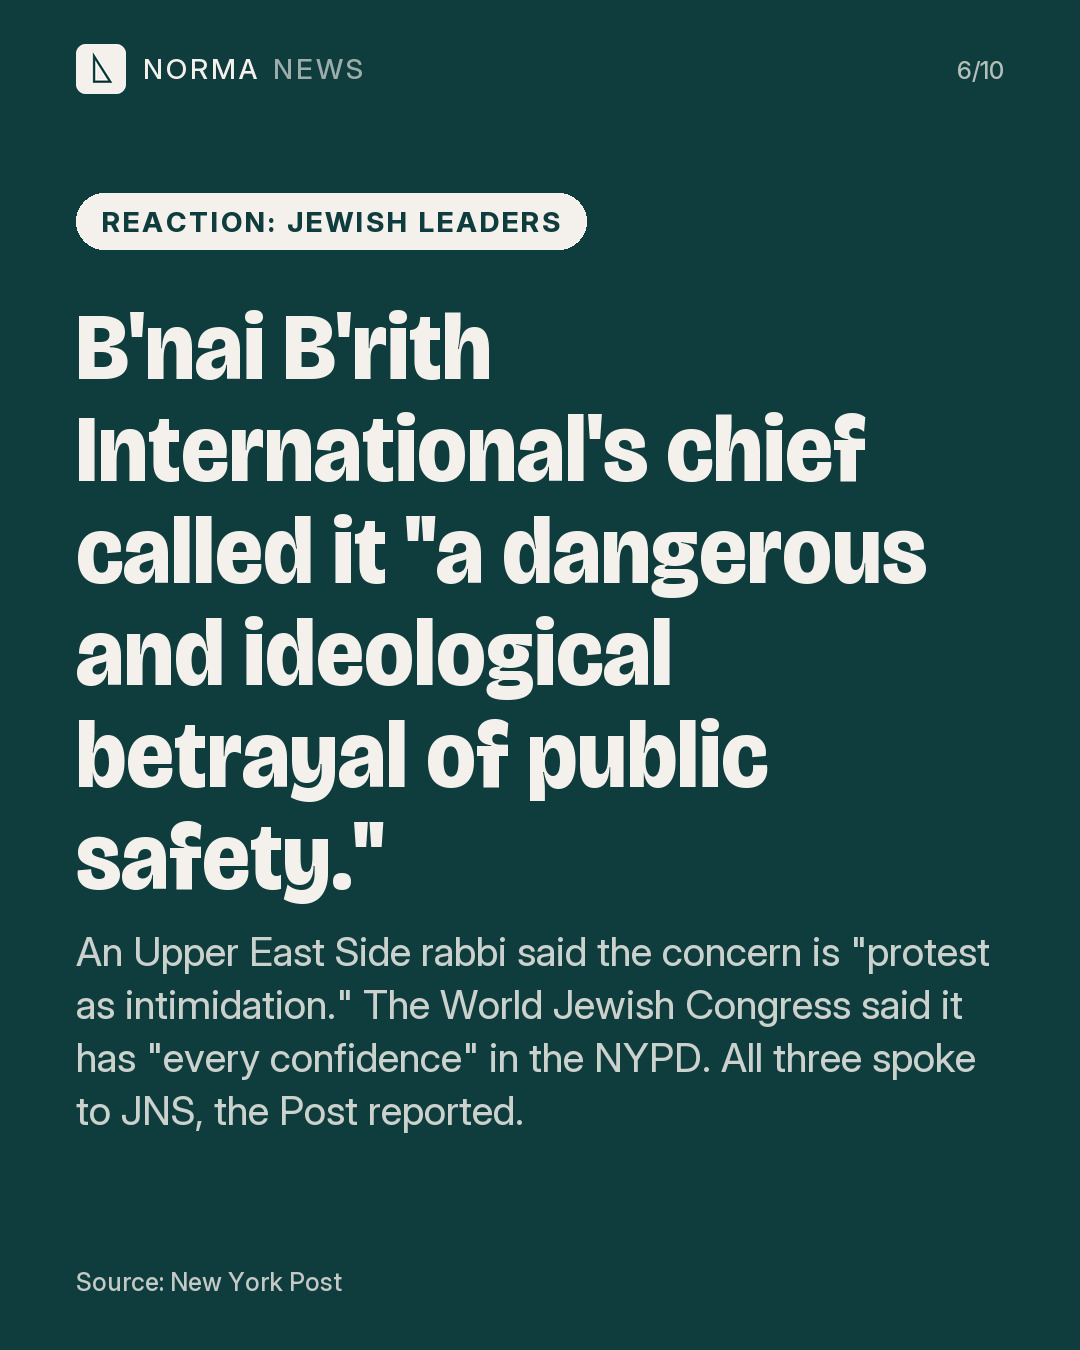 NORMA NEWS
6/10
REACTION: JEWISH LEADERS
B'nai B'rith
International's chief
called it "a dangerous
and ideological
betrayal of public
safety."
An Upper East Side rabbi said the concern is "protest
as intimidation." The World Jewish Congress said it
has "every confidence" in the NYPD. All three spoke
to JNS, the Post reported.
Source: New York Post